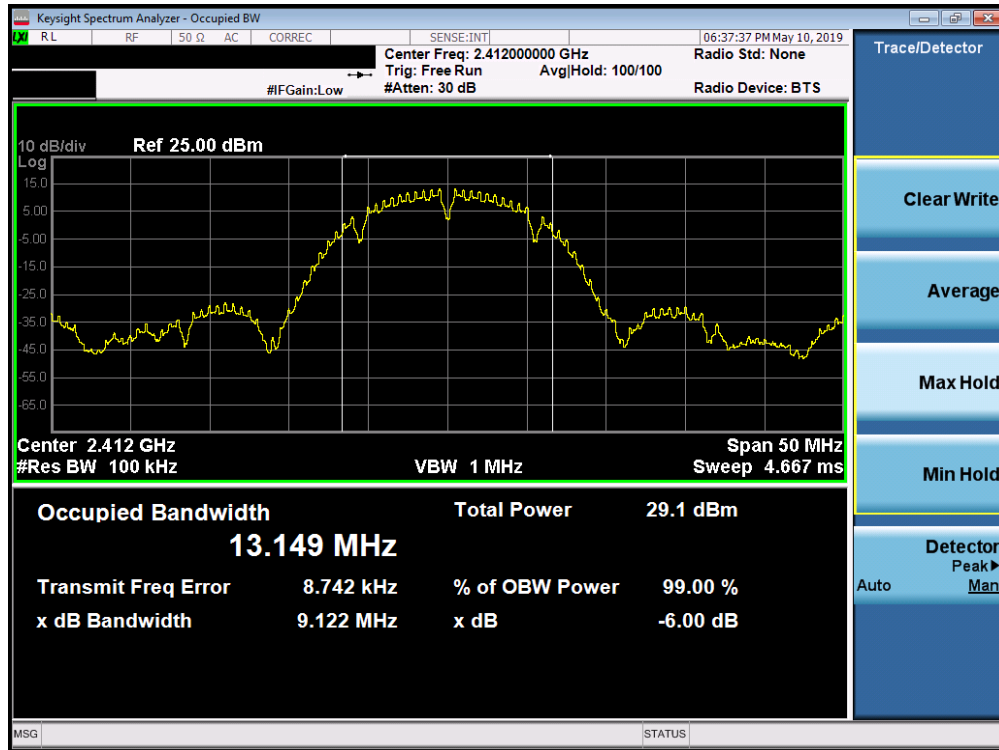 Keysight Spectrum Analyzer - Occupied BW
LXI RL RF 50 Ω AC CORREC SENSE:INT 06:37:37 PM May 10, 2019
Center Freq: 2.412000000 GHz Radio Std: None
Trig: Free Run Avg|Hold: 100/100
#IFGain:Low #Atten: 30 dB Radio Device: BTS
Trace/Detector
10 dB/div Ref 25.00 dBm
Log
15.0
5.00
-5.00
-15.0
-25.0
-35.0
-45.0
-55.0
-65.0
Center 2.412 GHz Span 50 MHz
#Res BW 100 kHz VBW 1 MHz Sweep 4.667 ms
Occupied Bandwidth Total Power 29.1 dBm
13.149 MHz
Transmit Freq Error 8.742 kHz % of OBW Power 99.00 %
x dB Bandwidth 9.122 MHz x dB -6.00 dB
Clear Write
Average
Max Hold
Min Hold
Detector
Peak▶
Auto Man
MSG STATUS